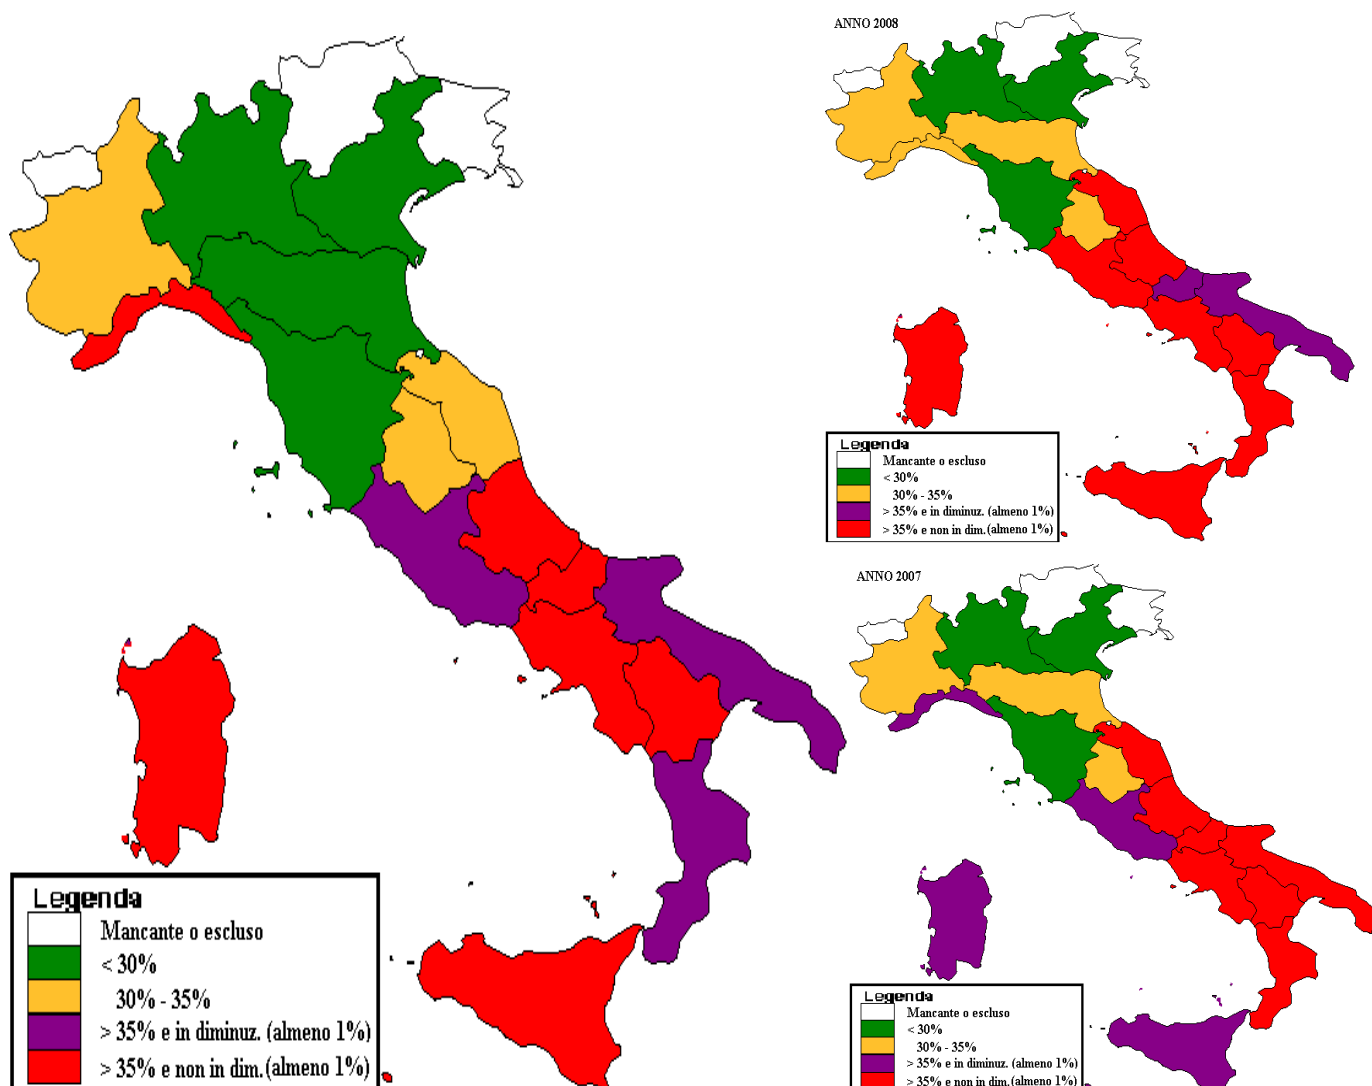 ANNO 2008
Legenda
Mancante o escluso
< 30%
30% - 35%
> 35% e in diminuz. (almeno 1%)
> 35% e non in dim. (almeno 1%)
ANNO 2007
Legenda
Mancante o escluso
< 30%
30% - 35%
> 35% e in diminuz. (almeno 1%)
> 35% e non in dim. (almeno 1%)
Legenda
Mancante o escluso
< 30%
30% - 35%
> 35% e in diminuz. (almeno 1%)
> 35% e non in dim. (almeno 1%)